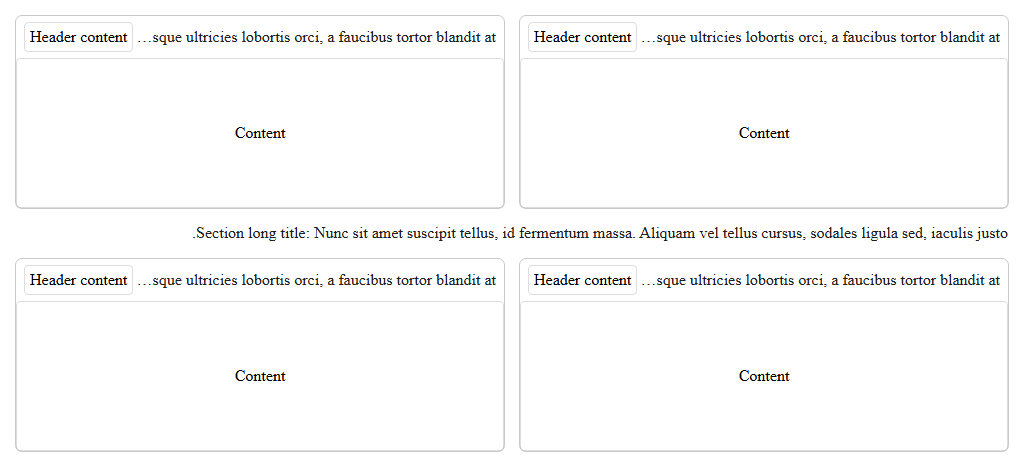 Header content …sque ultricies lobortis orci, a faucibus tortor blandit at
Header content …sque ultricies lobortis orci, a faucibus tortor blandit at
Content
Content
.Section long title: Nunc sit amet suscipit tellus, id fermentum massa. Aliquam vel tellus cursus, sodales ligula sed, iaculis justo
Header content …sque ultricies lobortis orci, a faucibus tortor blandit at
Header content …sque ultricies lobortis orci, a faucibus tortor blandit at
Content
Content